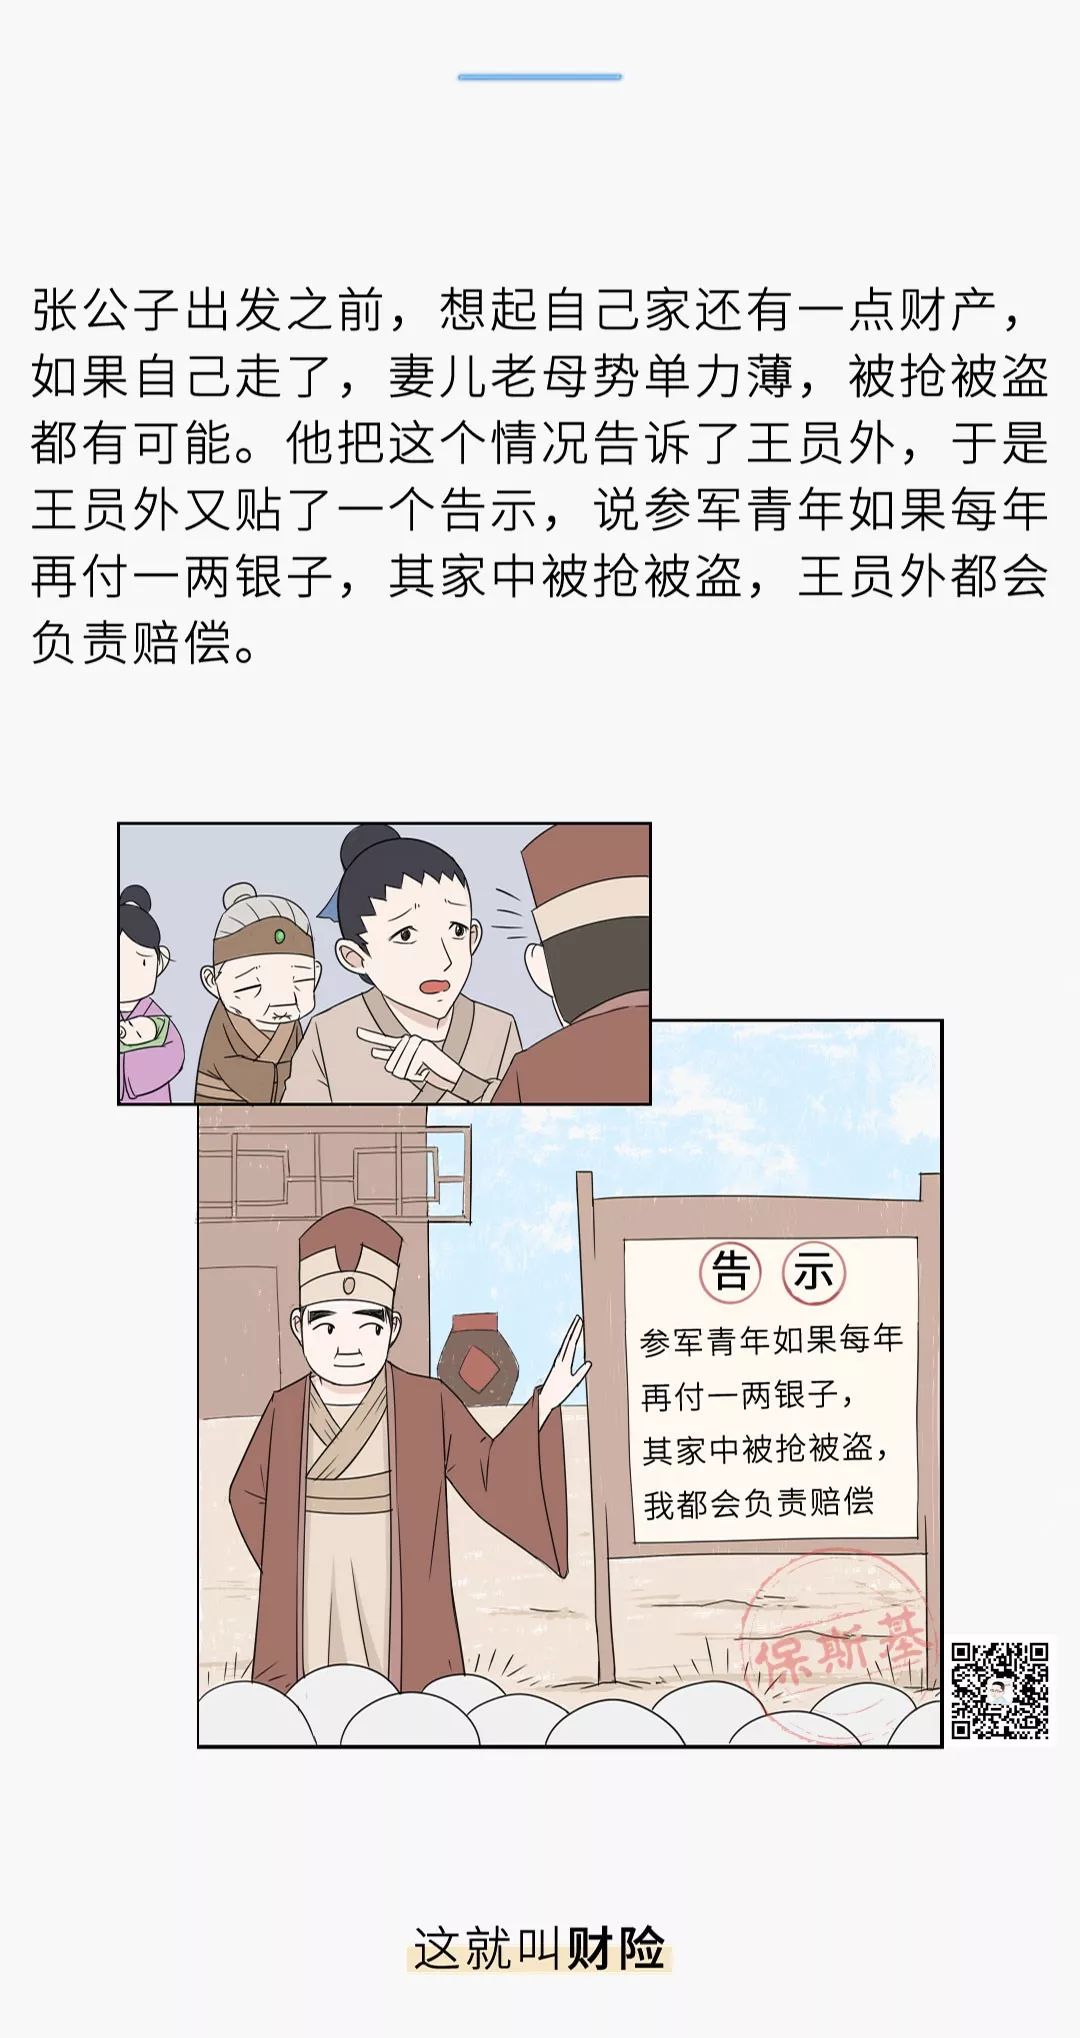 张公子出发之前，想起自己家还有一点财产，
如果自己走了，妻儿老母势单力薄，被抢被盗
都有可能。他把这个情况告诉了王员外，于是
王员外又贴了一个告示，说参军青年如果每年
再付一两银子，其家中被抢被盗，王员外都会
负责赔偿。
告示
参军青年如果每年
再付一两银子，
其家中被抢被盗，
我都会负责赔偿
保斯基
这就叫财险